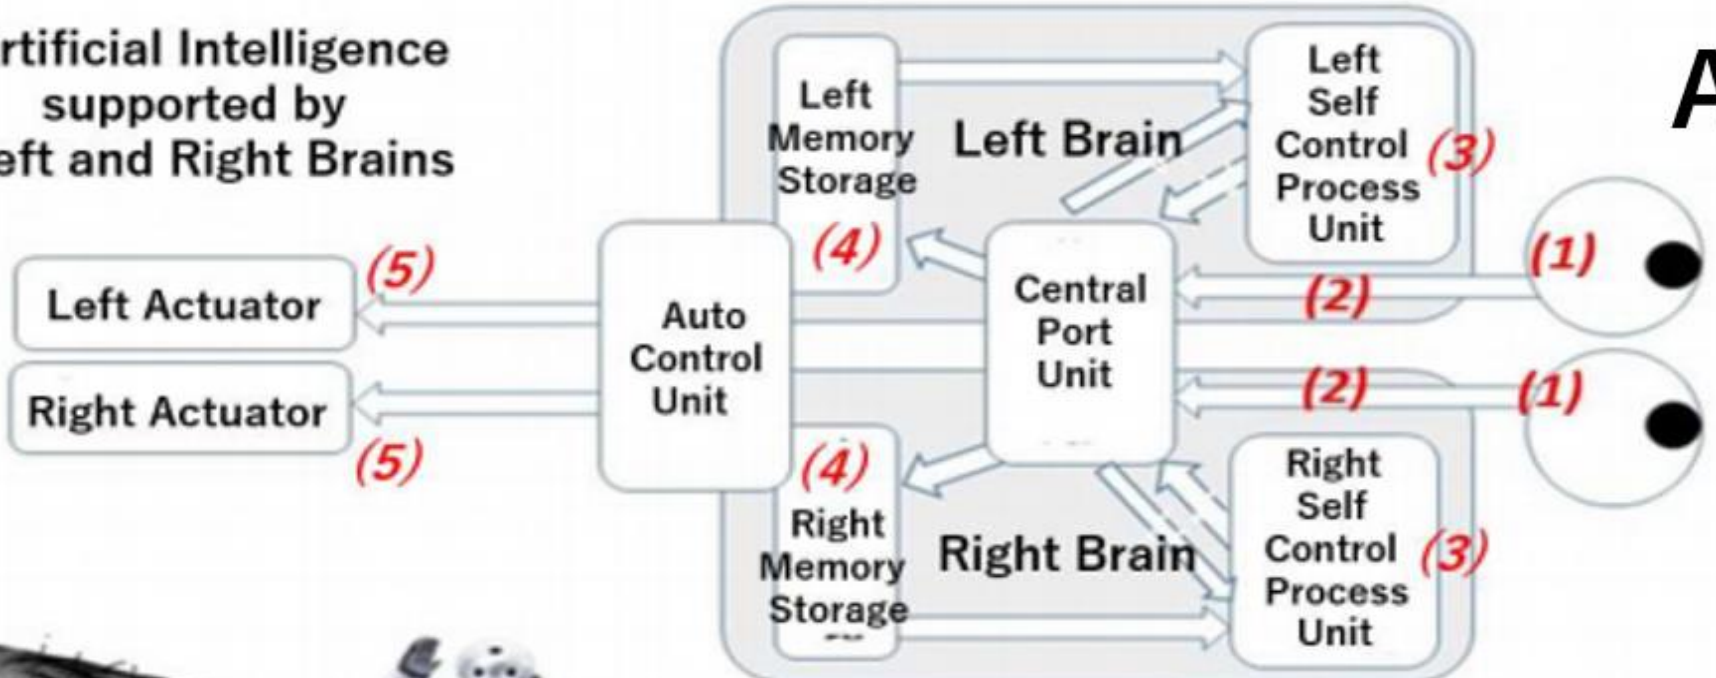 rtificial Intelligence
supported by
eft and Right Brains
Left
Memory
Storage
(4)
Left Brain
Left
Self
Control
Process
Unit
(3)
A
(1)
(2)
Left Actuator
(5)
Auto
Control
Unit
Central
Port
Unit
(2)
(1)
Right Actuator
(5)
(4)
Right
Memory
Storage
Right Brain
Right
Self
Control
Process
Unit
(3)